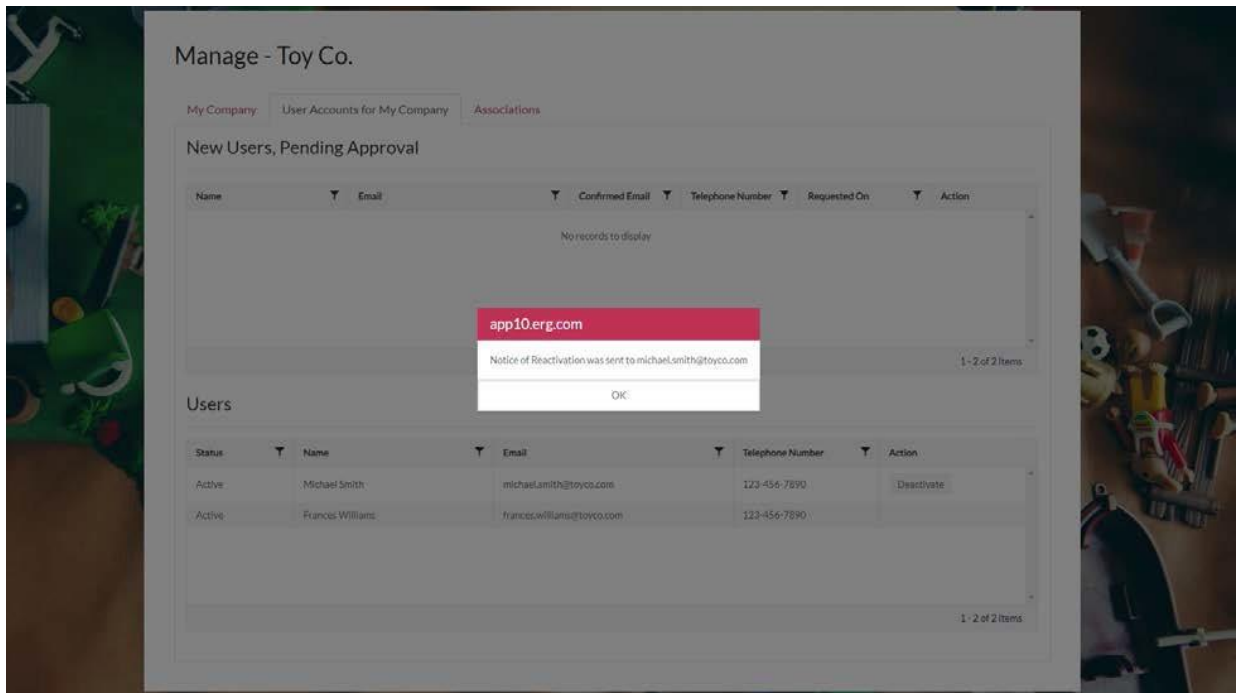 Manage - Toy Co.
My Company User Accounts for My Company Associations
New Users, Pending Approval
Name Email Confirmed Email Telephone Number Requested On Action
No records to display
app10.erg.com
Notice of Reactivation was sent to michael.smith@toyco.com
1 - 2 of 2 Items
OK
Users
Status Name Email Telephone Number Action
Active Michael Smith michael.smith@toyco.com 123-456-7890 Deactivate
Active Frances Williams frances.williams@toyco.com 123-456-7890
1 - 2 of 2 Items